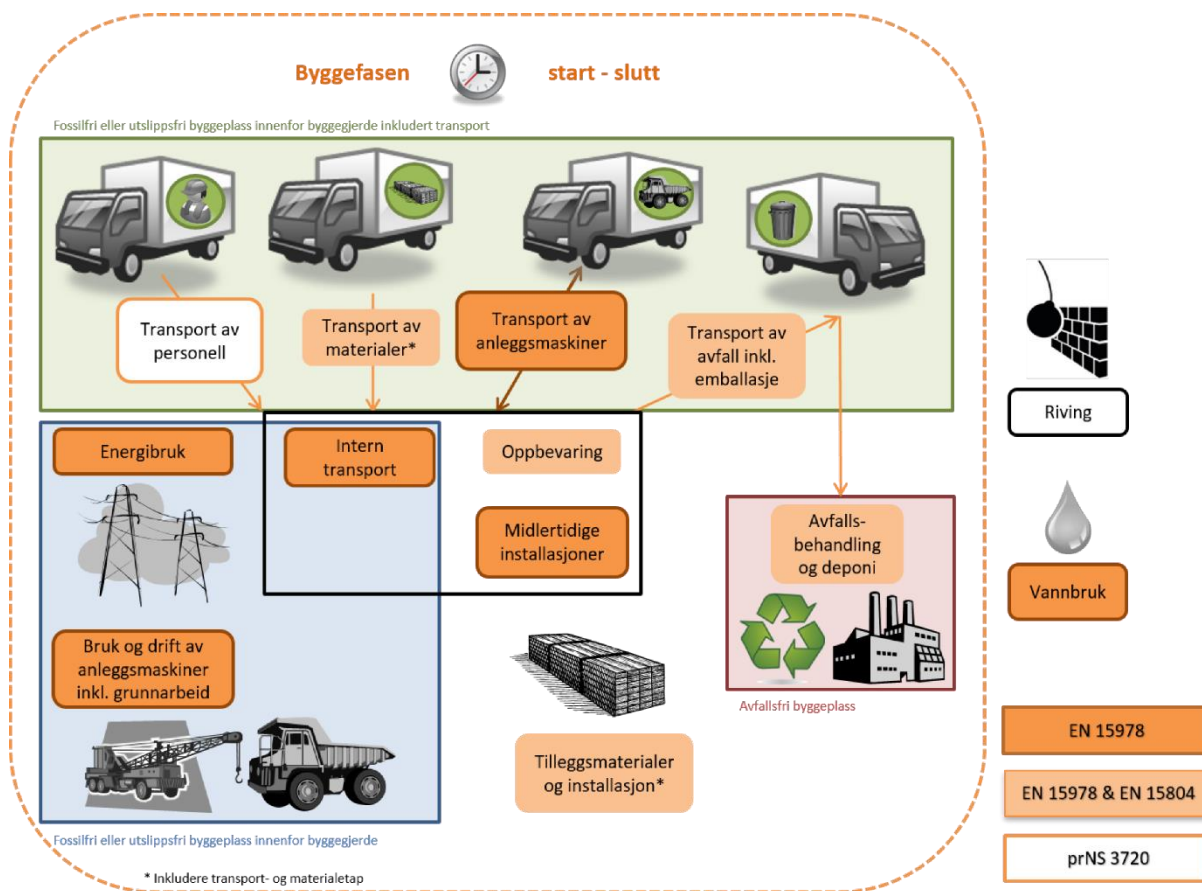 Byggefasen
start - slutt
Fossilfri eller utslippsfri byggeplass innenfor byggegjerde inkludert transport
Transport av
personell
Transport av
materialer*
Transport av
anleggsmaskiner
Transport av
avfall inkl.
emballasje
Riving
Energibruk
Intern
transport
Oppbevaring
Midlertidige
installasjoner
Avfalls-
behandling
og deponi
Vannbruk
Bruk og drift av
anleggsmaskiner
inkl. grunnarbeid
Avfallsfri byggeplass
Tilleggsmaterialer
og installasjon*
Fossilfri eller utslippsfri byggeplass innenfor byggegjerde
* Inkludere transport- og materialetap
EN 15978
EN 15978 & EN 15804
prNS 3720